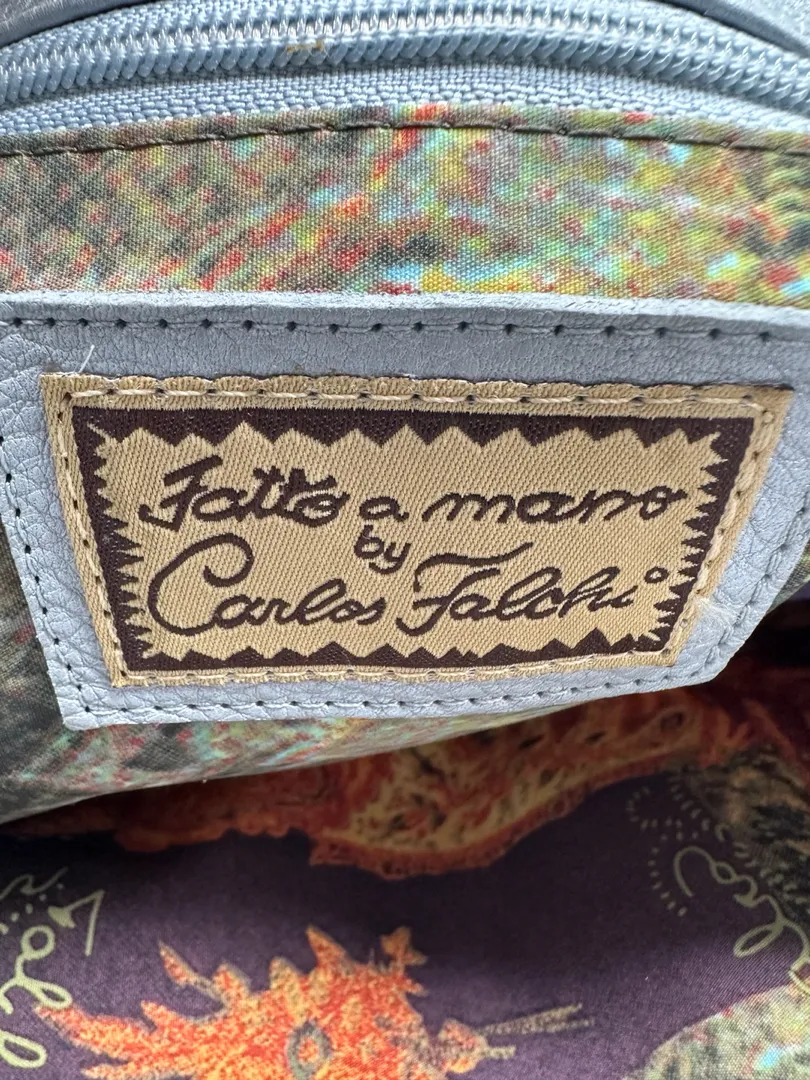 Fatto a mano
by
Carlos Falchi